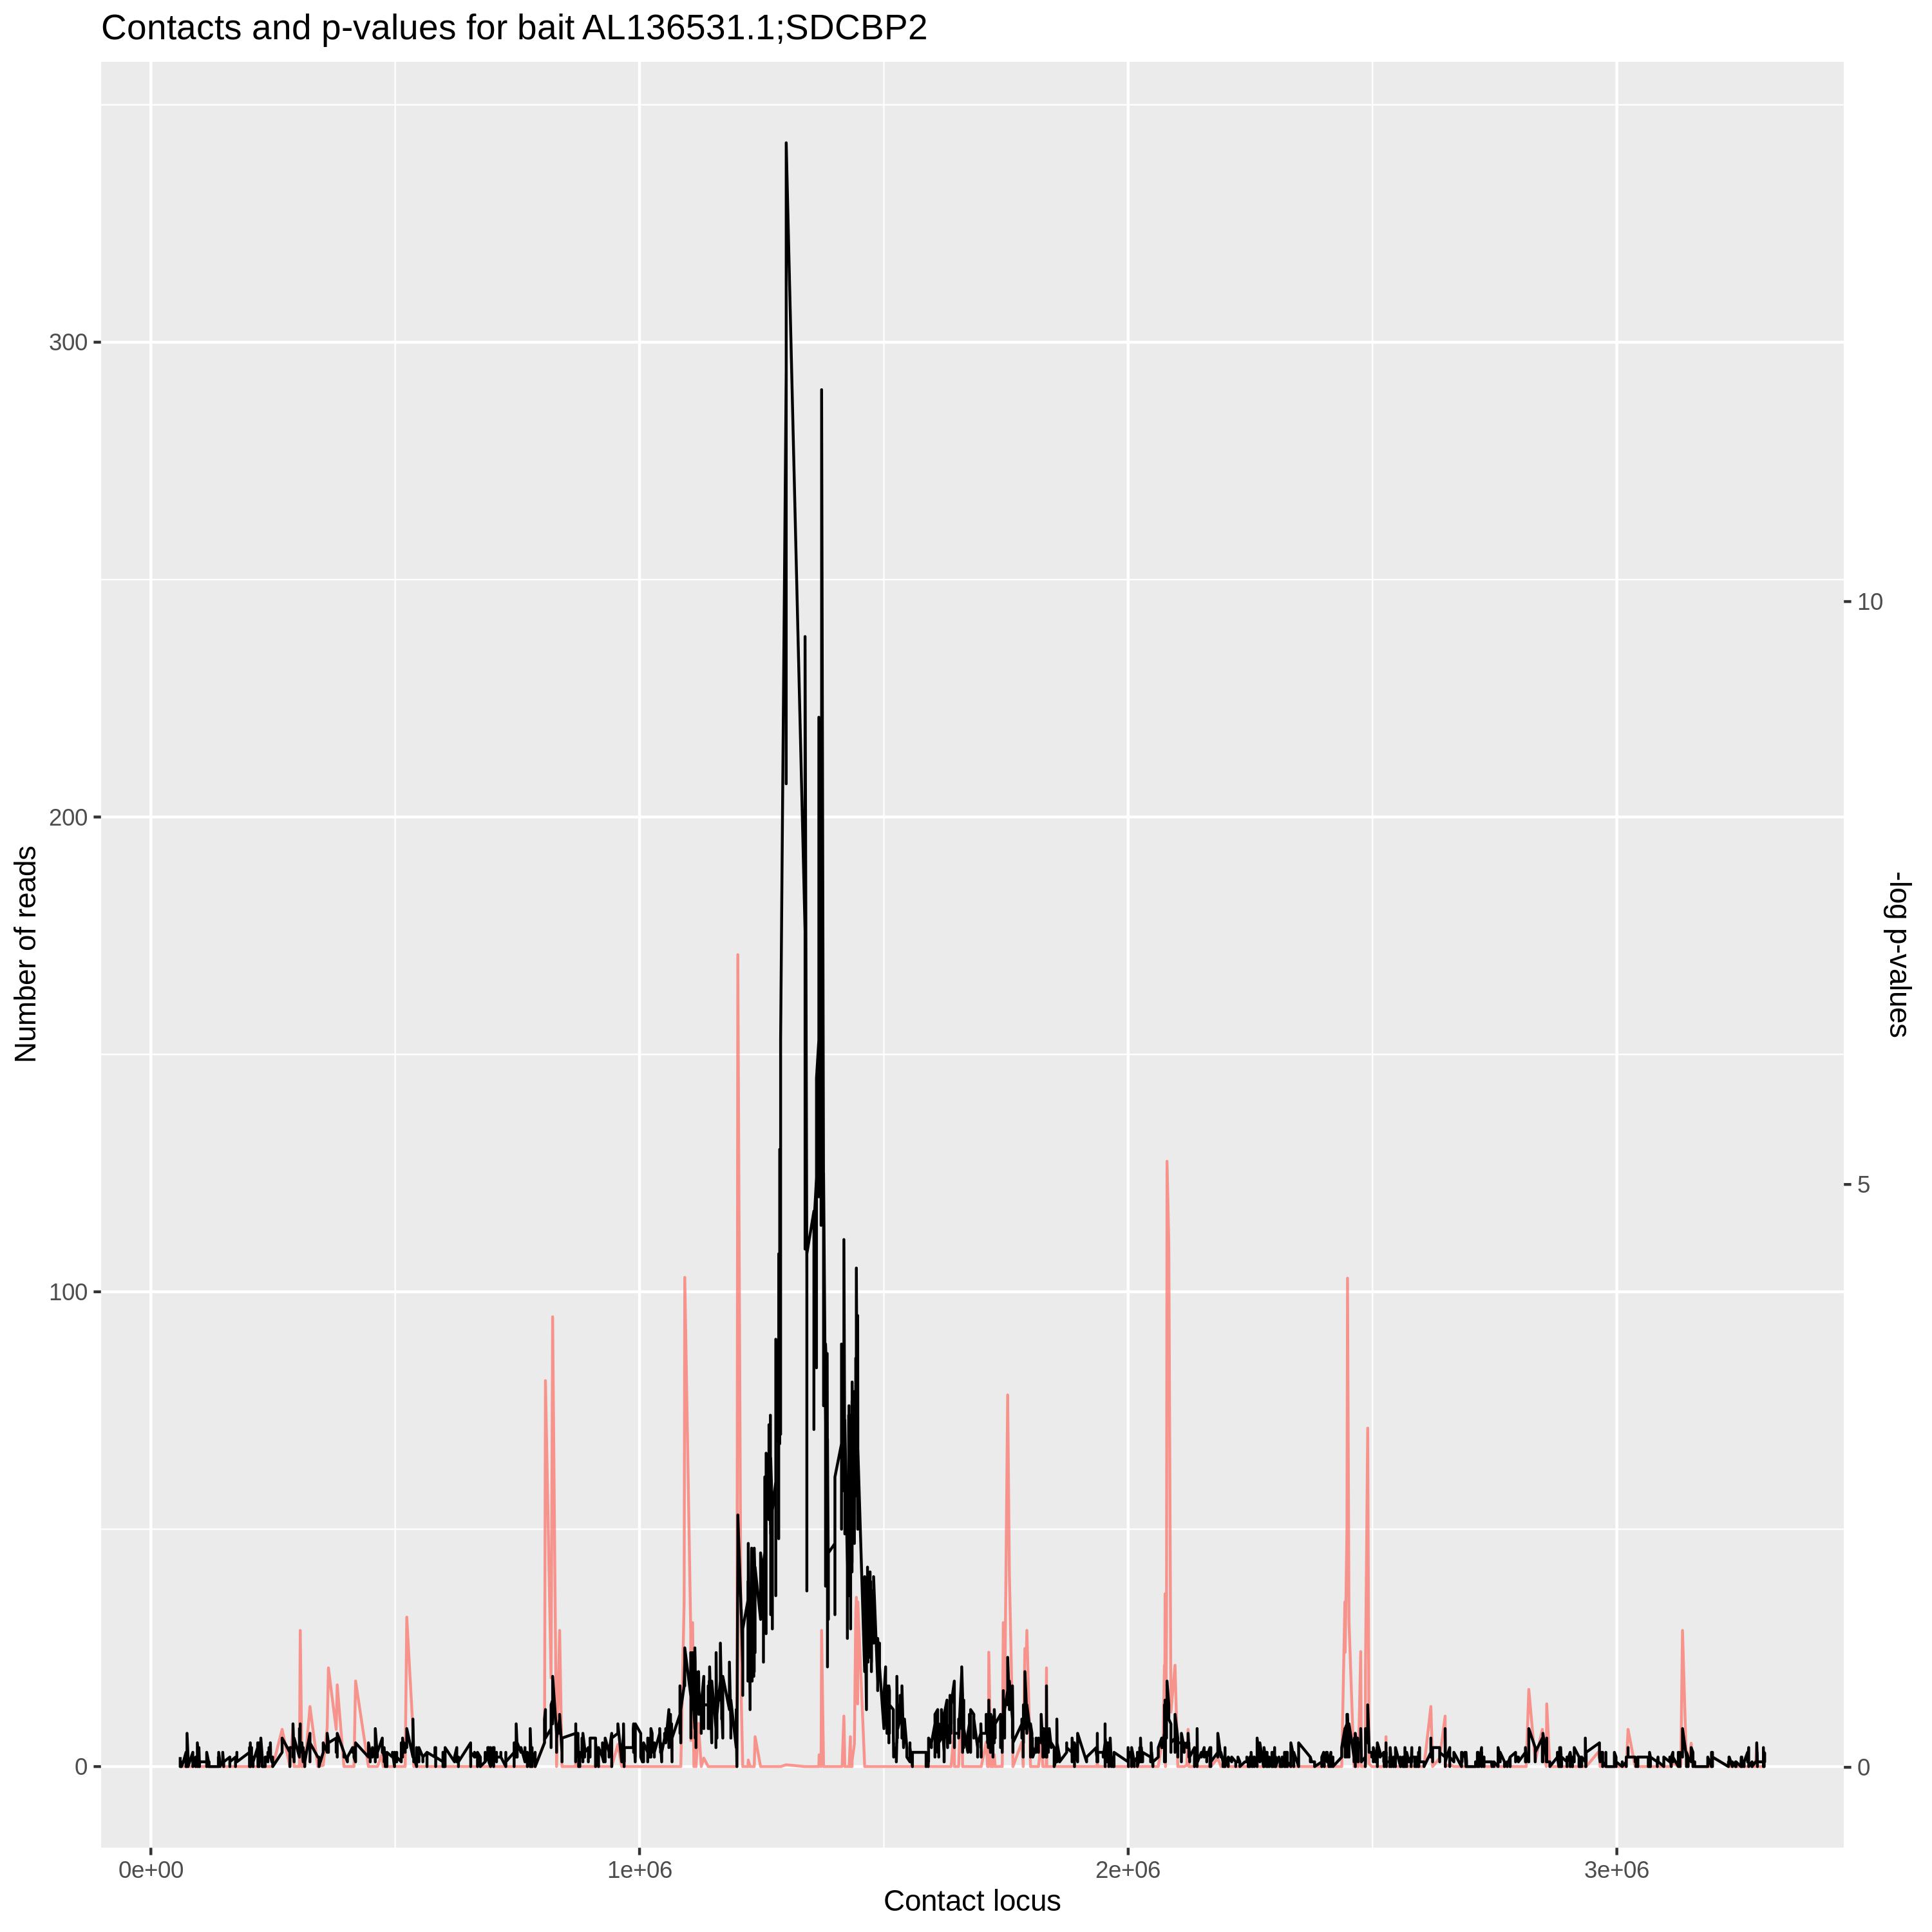 Contacts and p-values for bait AL136531.1;SDCBP2
Number of reads
300
200
100
0
10
5
0
-log p-values
0e+00 1e+06 2e+06 3e+06
Contact locus